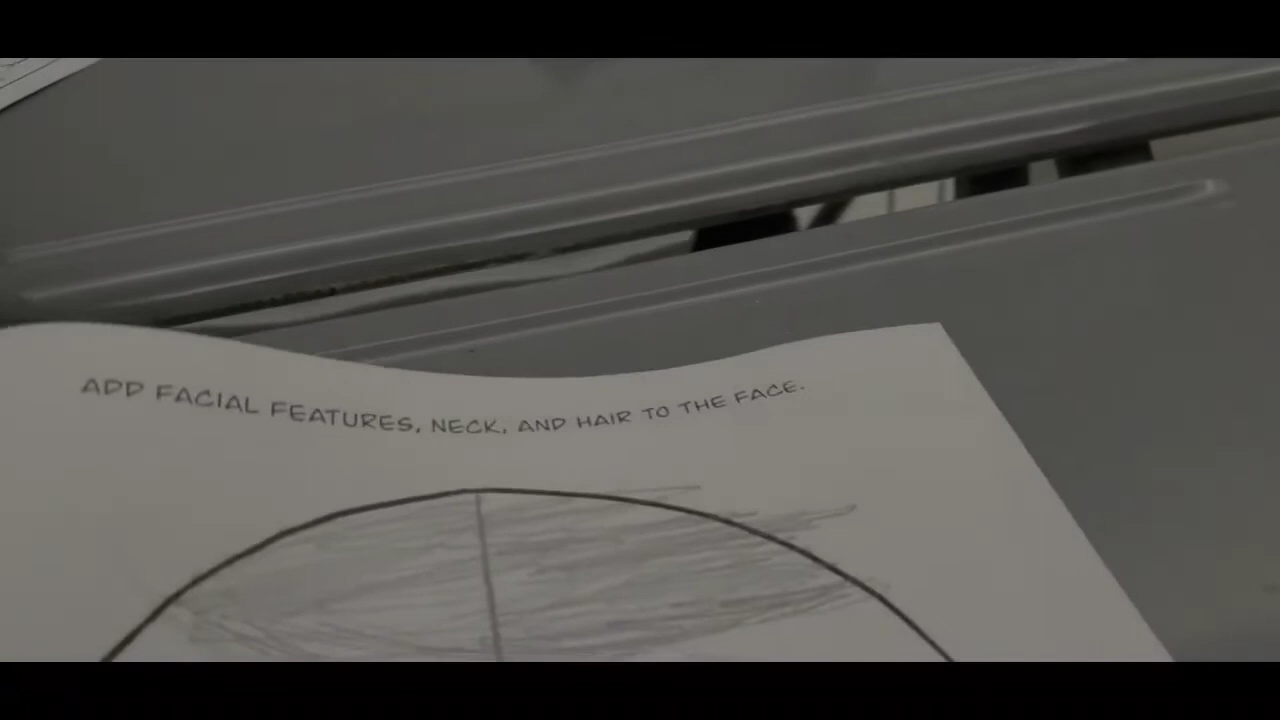 ADD FACIAL FEATURES, NECK, AND HAIR TO THE FACE.